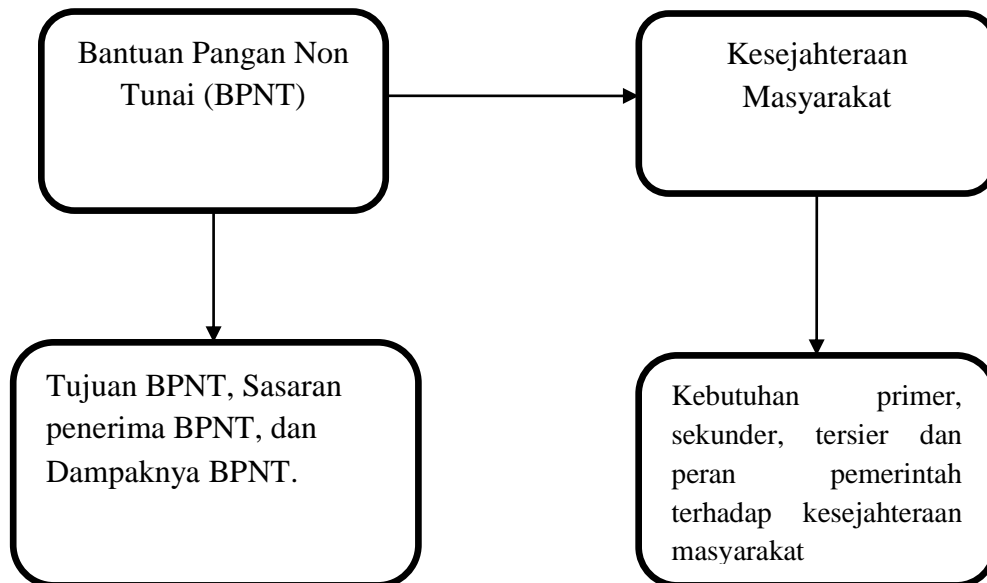 Bantuan Pangan Non
Tunai (BPNT)
Kesejahteraan
Masyarakat
Tujuan BPNT, Sasaran
penerima BPNT, dan
Dampaknya BPNT.
Kebutuhan primer,
sekunder, tersier dan
peran pemerintah
terhadap kesejahteraan
masyarakat